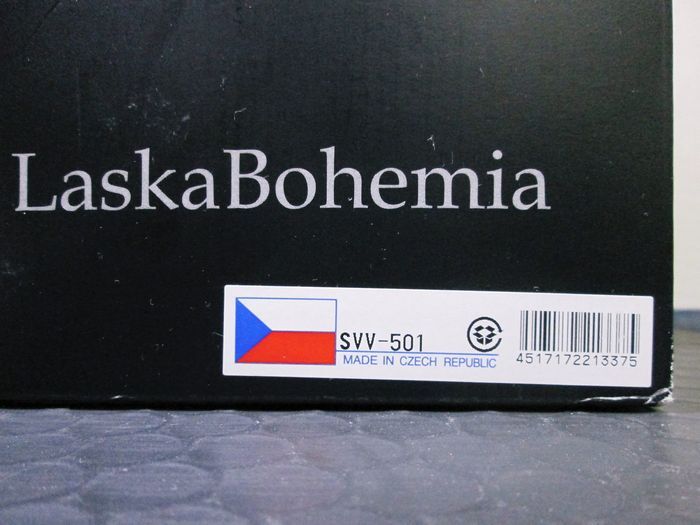 LaskaBohemia
SVV-501
MADE IN CZECH REPUBLIC
4517172213375